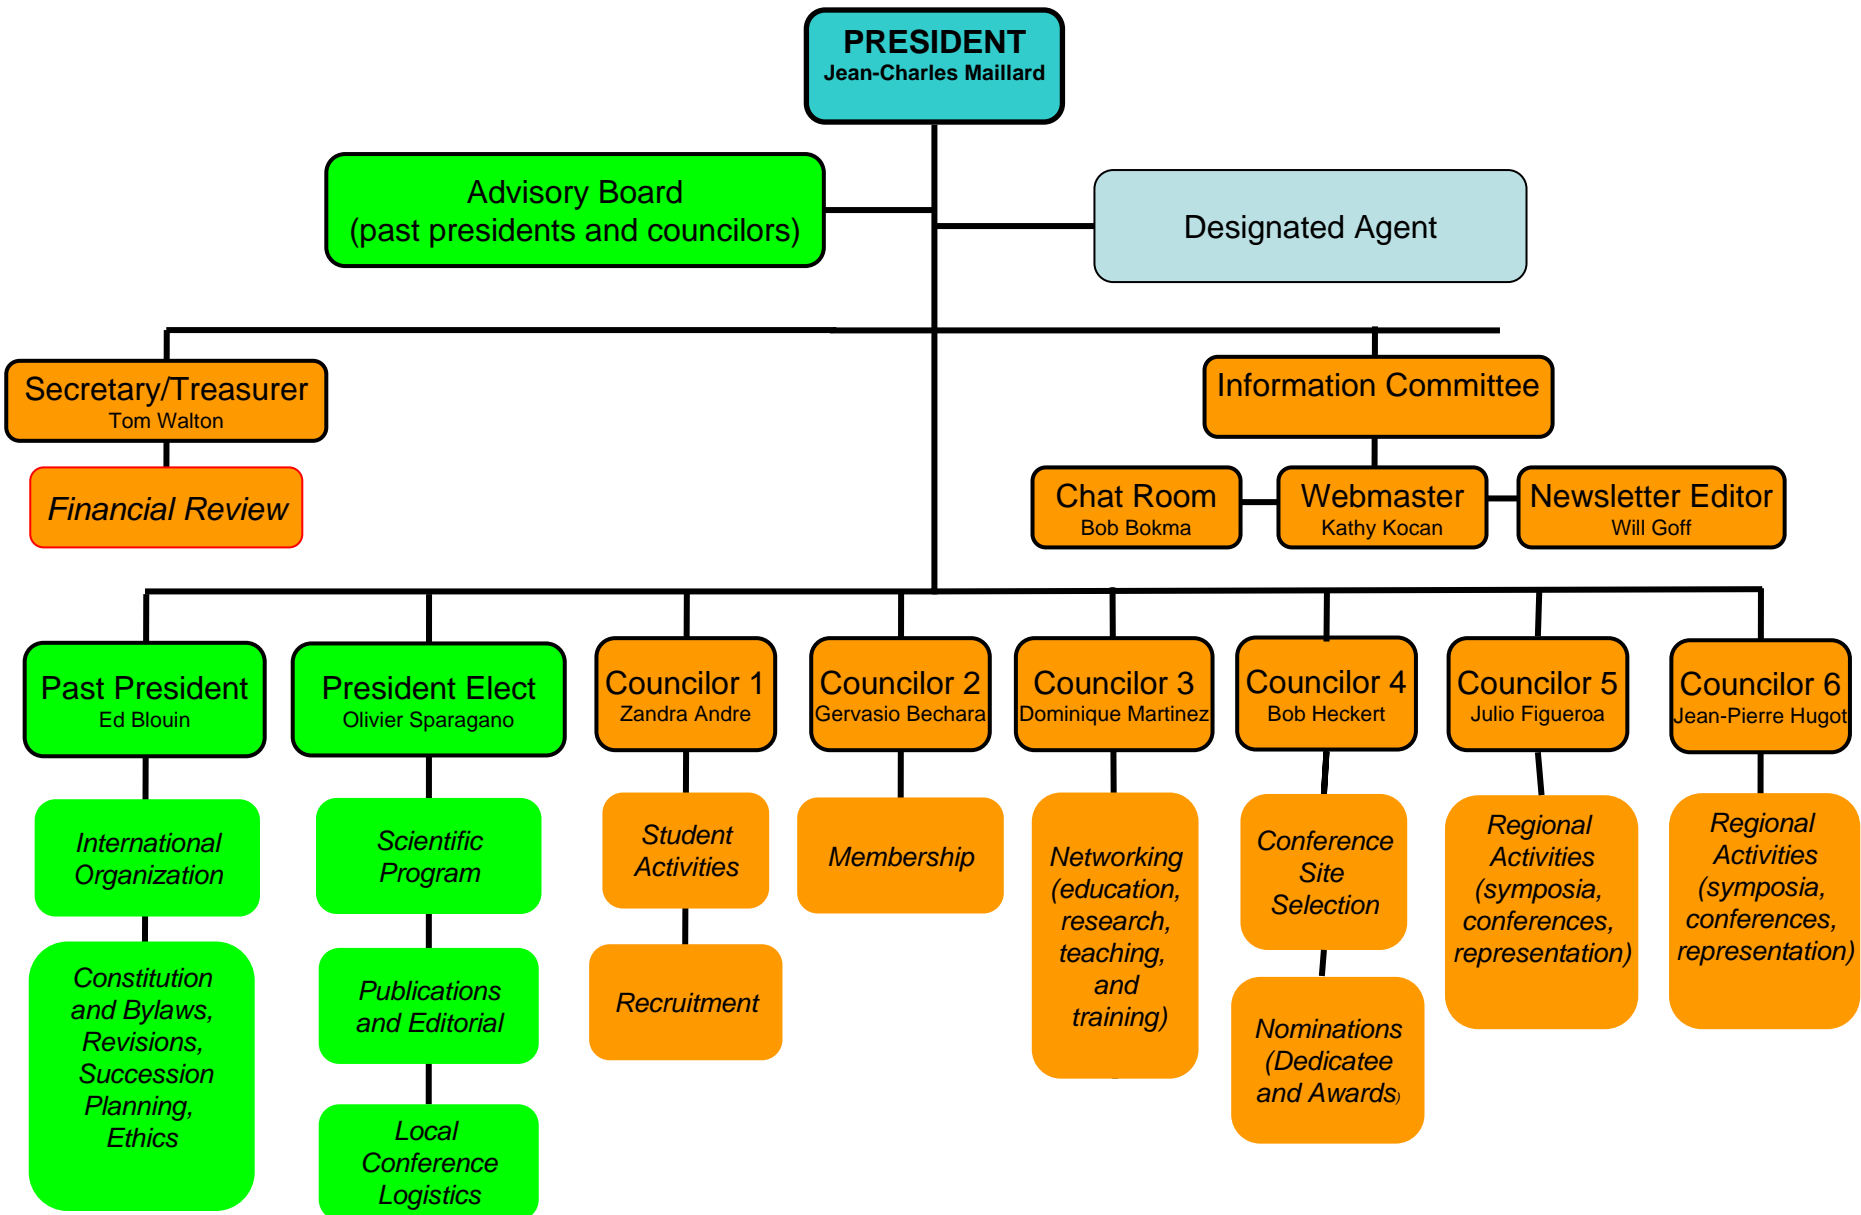 PRESIDENT
Jean-Charles Maillard
Advisory Board
(past presidents and councilors)
Designated Agent
Secretary/Treasurer
Tom Walton
Information Committee
Financial Review
Chat Room
Bob Bokma
Webmaster
Kathy Kocan
Newsletter Editor
Will Goff
Past President
Ed Blouin
President Elect
Olivier Sparagano
Councilor 1
Zandra Andre
Councilor 2
Gervasio Bechara
Councilor 3
Dominique Martinez
Councilor 4
Bob Heckert
Councilor 5
Julio Figueroa
Councilor 6
Jean-Pierre Hugot
International
Organization
Scientific
Program
Student
Activities
Membership
Networking
(education,
research,
teaching,
and
training)
Conference
Site
Selection
Regional
Activities
(symposia,
conferences,
representation)
Regional
Activities
(symposia,
conferences,
representation)
Constitution
and Bylaws,
Revisions,
Succession
Planning,
Ethics
Publications
and Editorial
Recruitment
Nominations
(Dedicatee
and Awards)
Local
Conference
Logistics